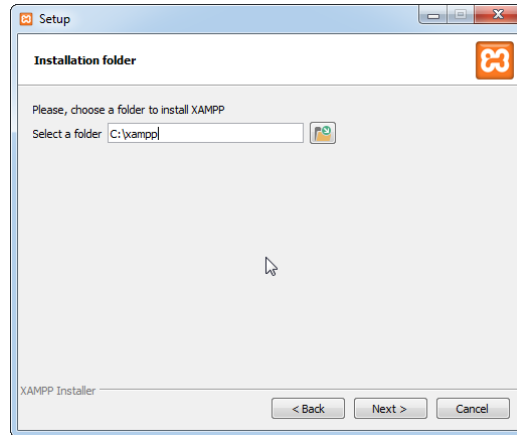 Setup
Installation folder
Please, choose a folder to install XAMPP
Select a folder C:\xampp
XAMPP Installer
< Back Next > Cancel